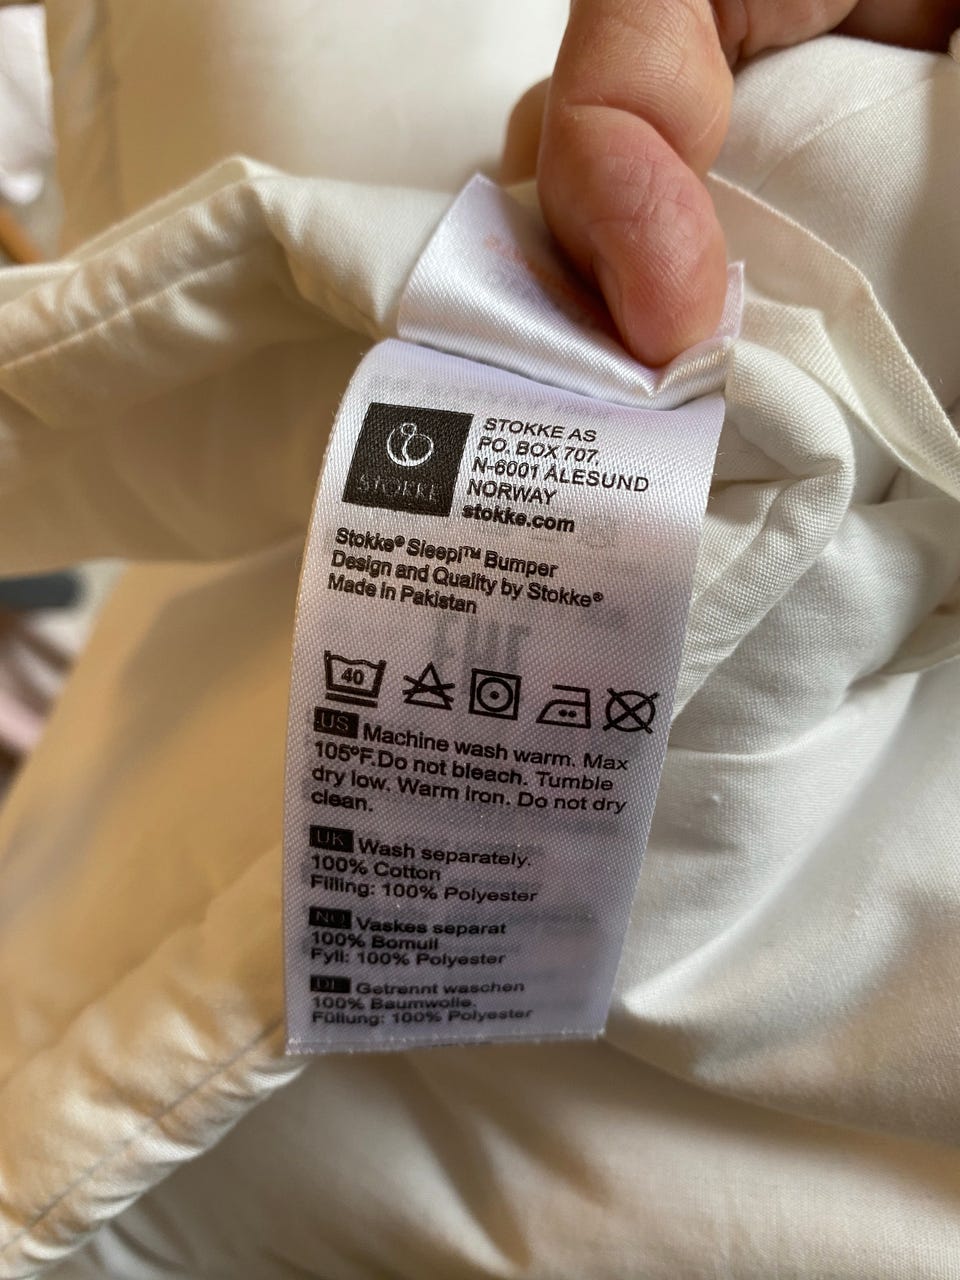 STOKKE
STOKKE AS
PO. BOX 707,
N-6001 ÅLESUND
NORWAY
stokke.com
Stokke® Sleepi™ Bumper
Design and Quality by Stokke®
Made in Pakistan
40
US Machine wash warm. Max
105°F.Do not bleach. Tumble
dry low. Warm iron. Do not dry
clean.
UK Wash separately.
100% Cotton
Filling: 100% Polyester
NO Vaskes separat
100% Bomull
Fyll: 100% Polyester
DE Getrennt waschen
100% Baumwolle.
Füllung: 100% Polyester